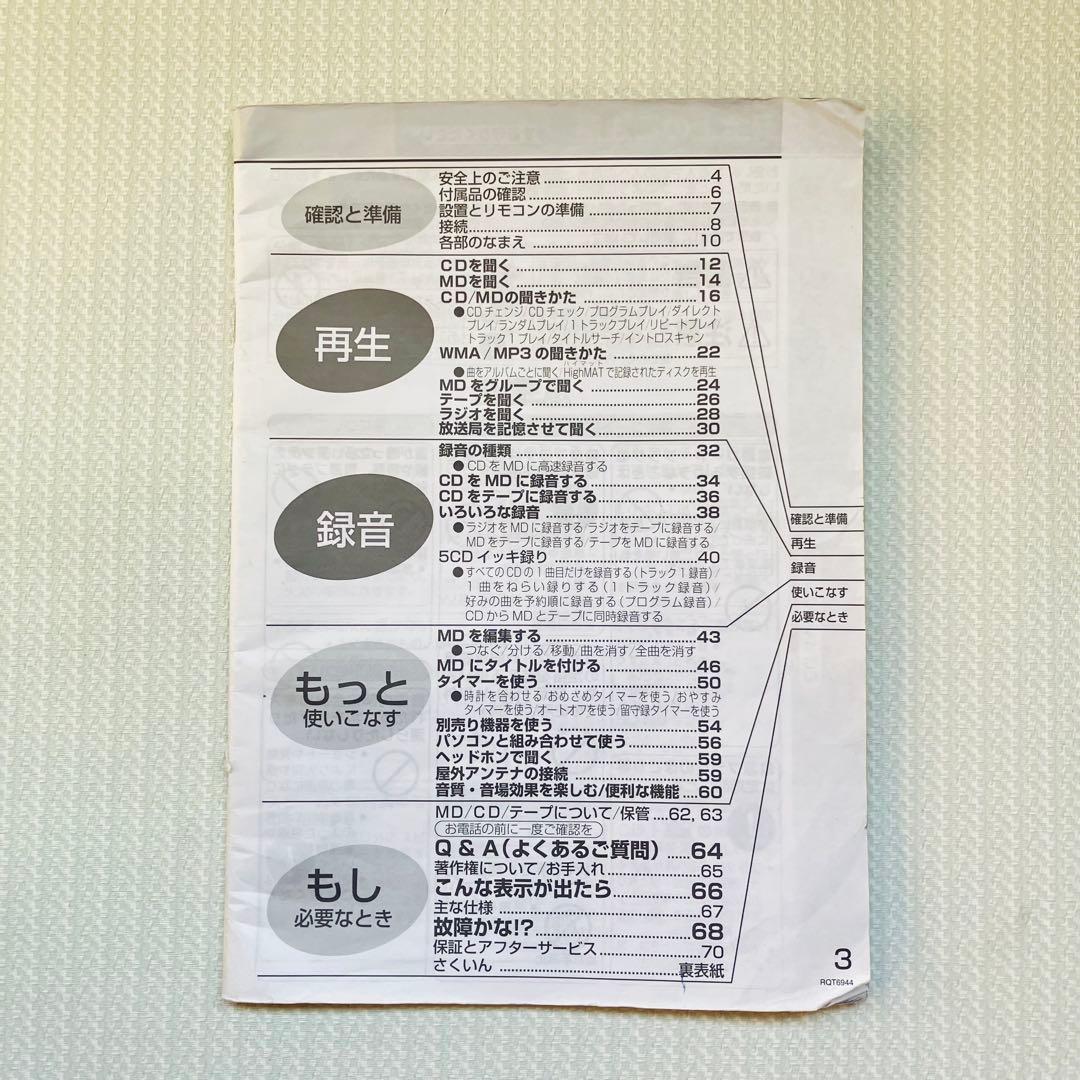 確認と準備
安全上のご注意 ........ 4
付属品の確認 ........ 6
設置とリモコンの準備 ........ 7
接続 ........ 8
各部のなまえ ........ 10
再生
CDを聞く ........ 12
MDを聞く ........ 14
CD/MDの聞きかた ........ 16
●CDチェンジ/CDチェック/プログラムプレイ/ダイレクト
プレイ/ランダムプレイ/1トラックプレイ/リピートプレイ/
トラック1プレイ/タイトルサーチ/イントロスキャン
WMA/MP3の聞きかた ........ 22
ハイマット
●曲をアルバムごとに聞く/HighMATで記録されたディスクを再生
MDをグループで聞く ........ 24
テープを聞く ........ 26
ラジオを聞く ........ 28
放送局を記憶させて聞く ........ 30
録音
録音の種類 ........ 32
●CDをMDに高速録音する
CDをMDに録音する ........ 34
CDをテープに録音する ........ 36
いろいろな録音 ........ 38
●ラジオをMDに録音する/ラジオをテープに録音する/
MDをテープに録音する/テープをMDに録音する
5CDイッキ録り ........ 40
●すべてのCDの1曲目だけを録音する(トラック1録音)/
1曲をねらい録りする(1トラック録音)/
好みの曲を予約順に録音する(プログラム録音)/
CDからMDとテープに同時録音する
もっと
使いこなす
MDを編集する ........ 43
●つなぐ/分ける/移動/曲を消す/全曲を消す
MDにタイトルを付ける ........ 46
タイマーを使う ........ 50
●時計を合わせる/おめざめタイマーを使う/おやすみ
タイマーを使う/オートオフを使う/留守録タイマーを使う
別売り機器を使う ........ 54
パソコンと組み合わせて使う ........ 56
ヘッドホンで聞く ........ 59
屋外アンテナの接続 ........ 59
音質・音場効果を楽しむ/便利な機能 .... 60
もし
必要なとき
MD/CD/テープについて/保管 ....62, 63
お電話の前に一度ご確認を
Q & A(よくあるご質問) ...... 64
著作権について/お手入れ ........ 65
こんな表示が出たら ........ 66
主な仕様 ........ 67
故障かな!? ........ 68
保証とアフターサービス ........ 70
さくいん ........ 裏表紙
確認と準備
再生
録音
使いこなす
必要なとき
3
RQT6944